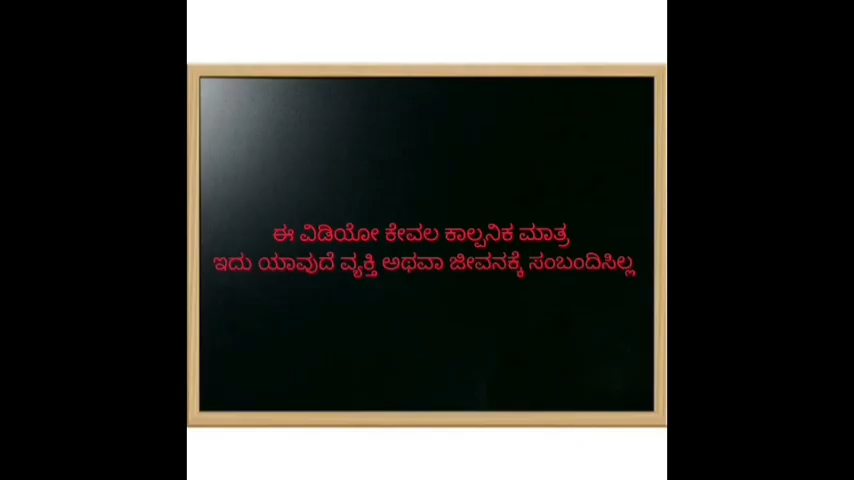 ಈ ವಿಡಿಯೋ ಕೇವಲ ಕಾಲ್ಪನಿಕ ಮಾತ್ರ
ಇದು ಯಾವುದೆ ವ್ಯಕ್ತಿ ಅಥವಾ ಜೀವನಕ್ಕೆ ಸಂಬಂದಿಸಿಲ್ಲ